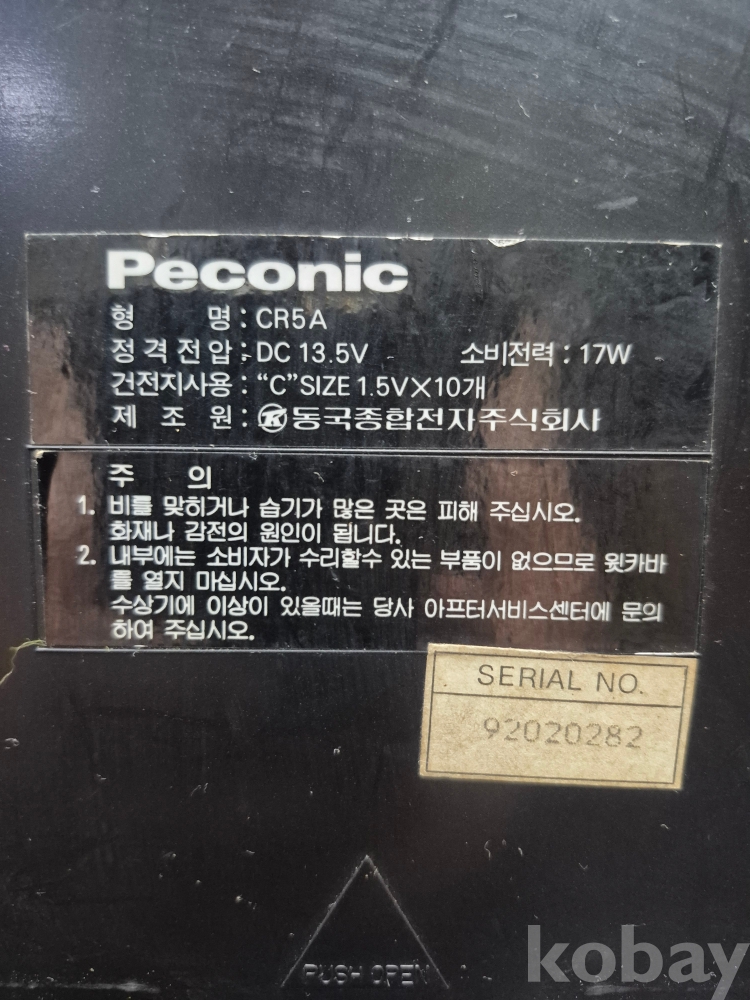 Peconic
형 명 : CR5A
정격전압 : DC 13.5V 소비전력 : 17W
건전지사용 : “C” SIZE 1.5V×10개
제 조 원 : 동국종합전자주식회사
주 의
1. 비를 맞히거나 습기가 많은 곳은 피해 주십시오.
화재나 감전의 원인이 됩니다.
2. 내부에는 소비자가 수리할수 있는 부품이 없으므로 윗카바
를 열지 마십시오.
수상기에 이상이 있을때는 당사 아프터서비스센터에 문의
하여 주십시오.
SERIAL NO.
92020282
PUSH OPEN
kobay